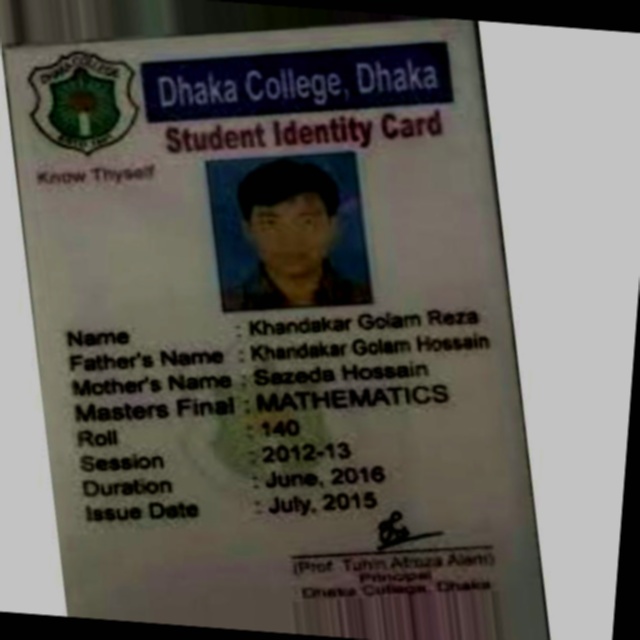 DHAKA COLLEGE
Dhaka College, Dhaka
Student Identity Card
Know Thyself
Name : Khandakar Golam Reza
Father's Name : Khandakar Golam Hossain
Mother's Name : Sazeda Hossain
Masters Final : MATHEMATICS
Roll : 140
Session : 2012-13
Duration : June, 2016
Issue Date : July, 2015
(Prof. Tuhin Afroza Alam)
Principal
Dhaka College, Dhaka